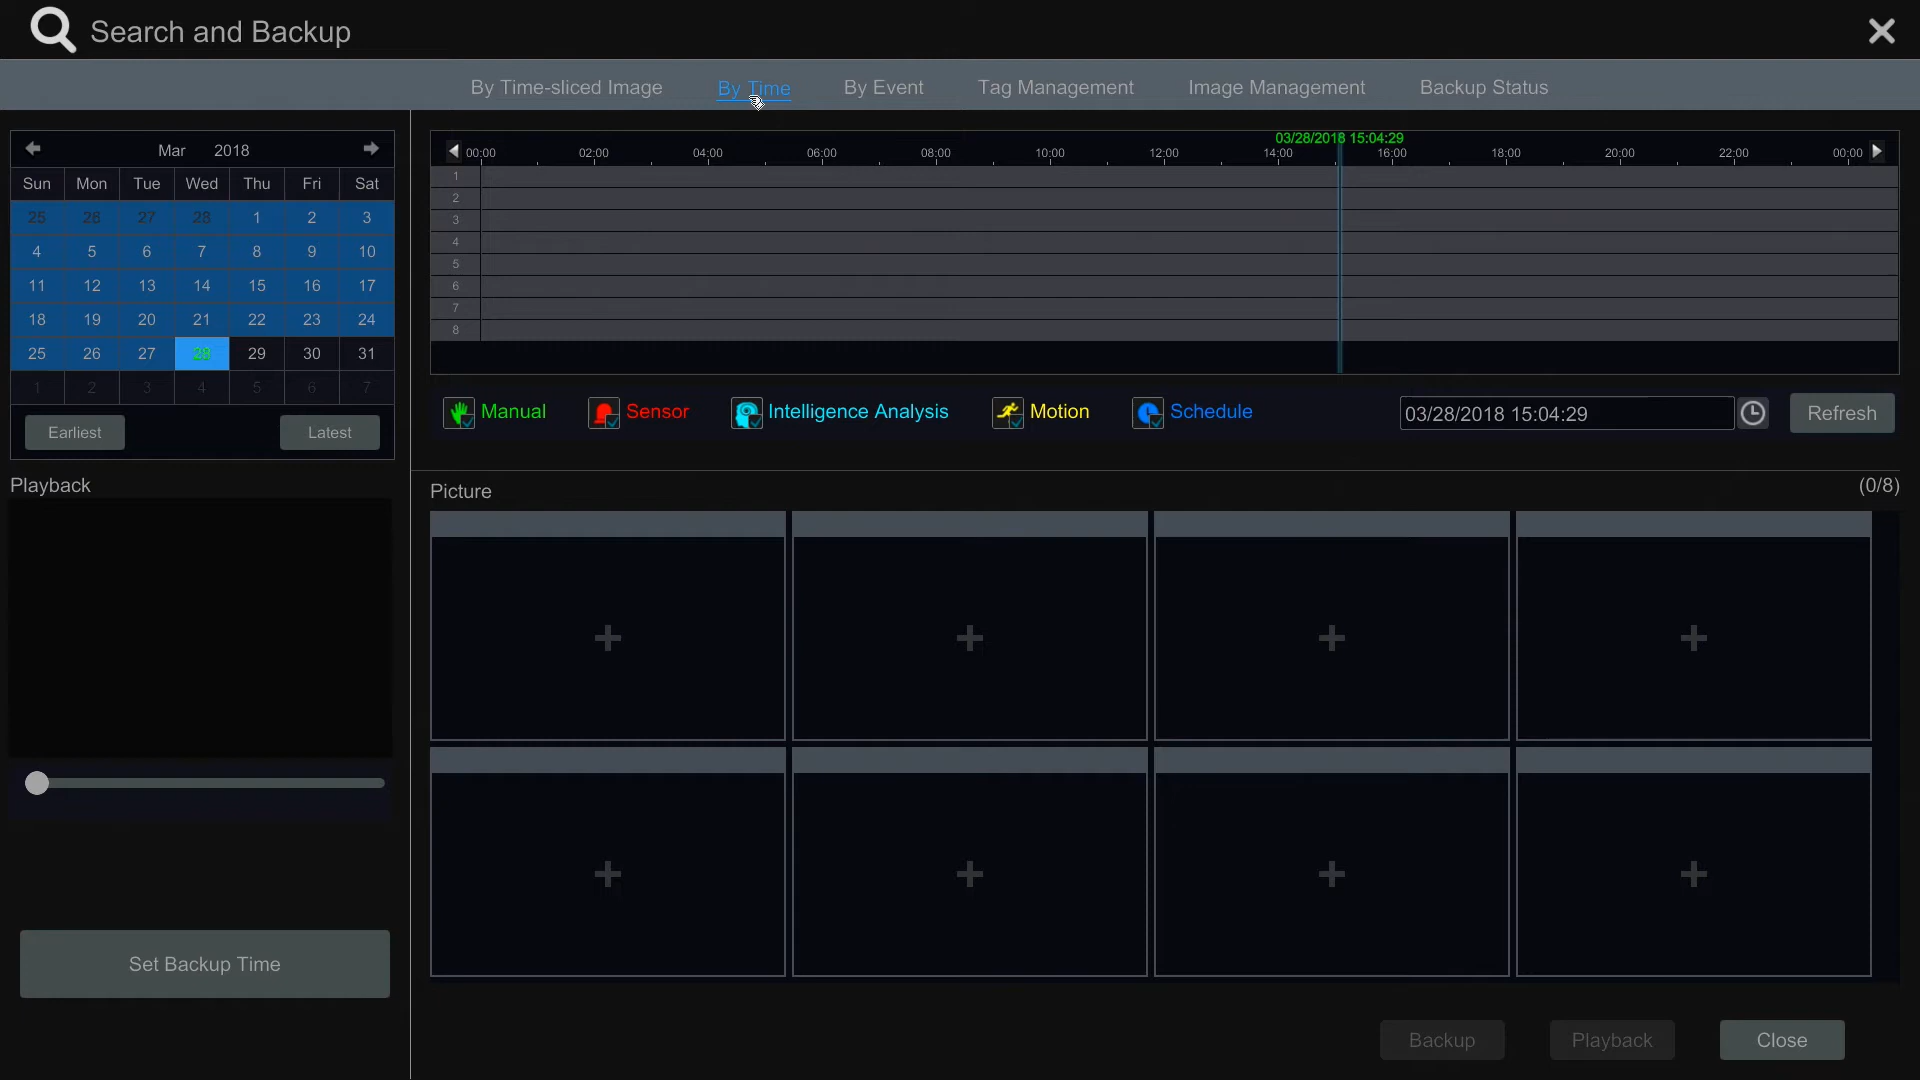 Search and Backup
By Time-sliced Image By Time By Event Tag Management Image Management Backup Status
Mar 2018
Sun Mon Tue Wed Thu Fri Sat
25 26 27 28 1 2 3
4 5 6 7 8 9 10
11 12 13 14 15 16 17
18 19 20 21 22 23 24
25 26 27 28 29 30 31
1 2 3 4 5 6 7
Earliest Latest
Playback
Set Backup Time
03/28/2018 15:04:29
00:00 02:00 04:00 06:00 08:00 10:00 12:00 14:00 16:00 18:00 20:00 22:00 00:00
1
2
3
4
5
6
7
8
Manual Sensor Intelligence Analysis Motion Schedule 03/28/2018 15:04:29 Refresh
Picture (0/8)
Backup Playback Close